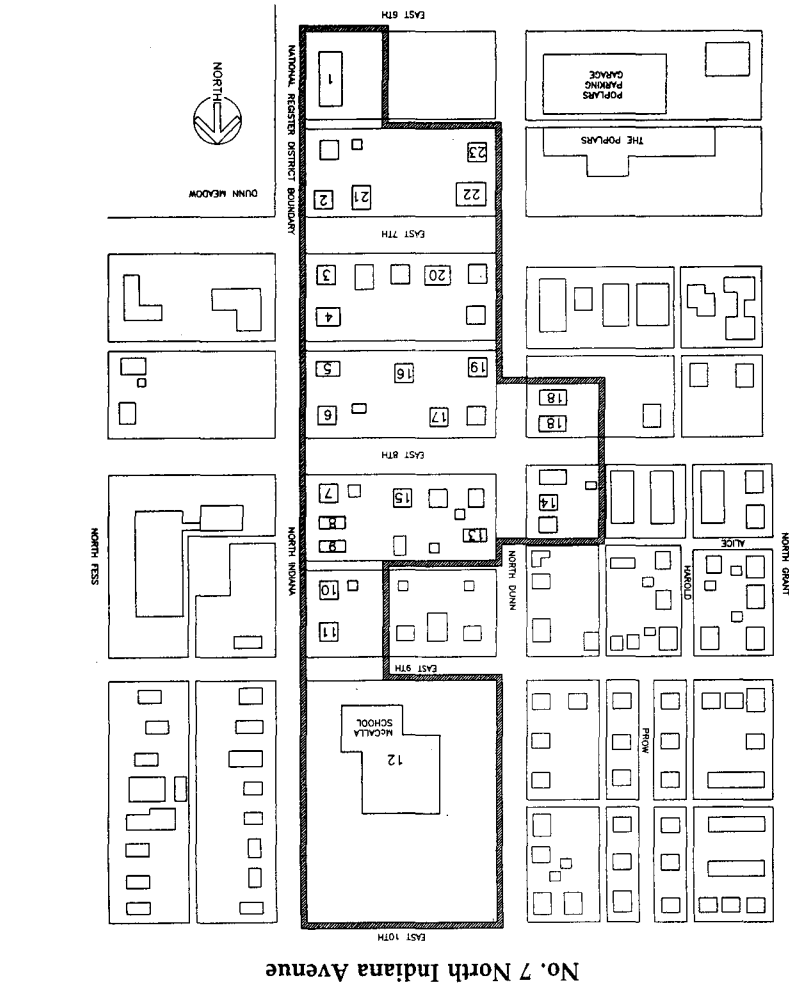 No. 7 North Indiana Avenue
EAST 10TH
12
McCALLA
SCHOOL
PROW
EAST 9TH
11
10
NORTH GRANT
ALICE
HAROLD
NORTH DUNN
NORTH INDIANA
NORTH FESS
9
13
8
14
15
7
EAST 8TH
18
17
6
18
19
16
5
4
20
3
EAST 7TH
22
21
2
DUNN MEADOW
23
THE POPLARS
NATIONAL REGISTER DISTRICT BOUNDARY
NORTH
POPLARS
PARKING
GARAGE
1
EAST 6TH